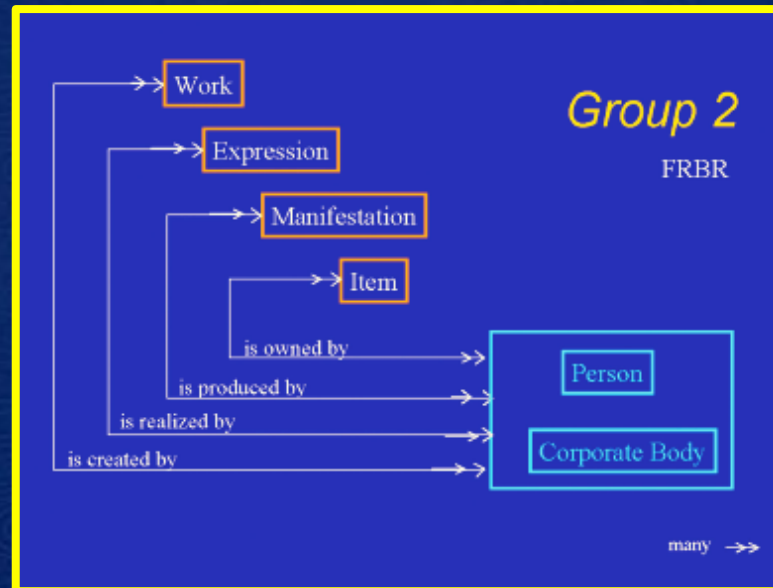 Work
Group 2
Expression
FRBR
Manifestation
Item
is owned by
Person
is produced by
is realized by
Corporate Body
is created by
many